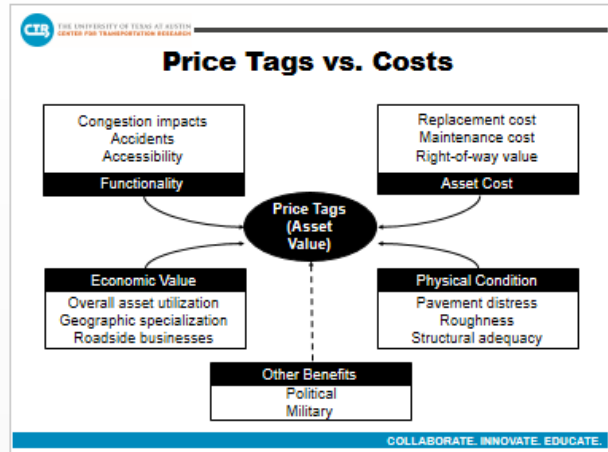 CTR
THE UNIVERSITY OF TEXAS AT AUSTIN
CENTER FOR TRANSPORTATION RESEARCH
Price Tags vs. Costs
Congestion impacts
Accidents
Accessibility
Functionality
Replacement cost
Maintenance cost
Right-of-way value
Asset Cost
Price Tags
(Asset
Value)
Economic Value
Overall asset utilization
Geographic specialization
Roadside businesses
Physical Condition
Pavement distress
Roughness
Structural adequacy
Other Benefits
Political
Military
COLLABORATE. INNOVATE. EDUCATE.